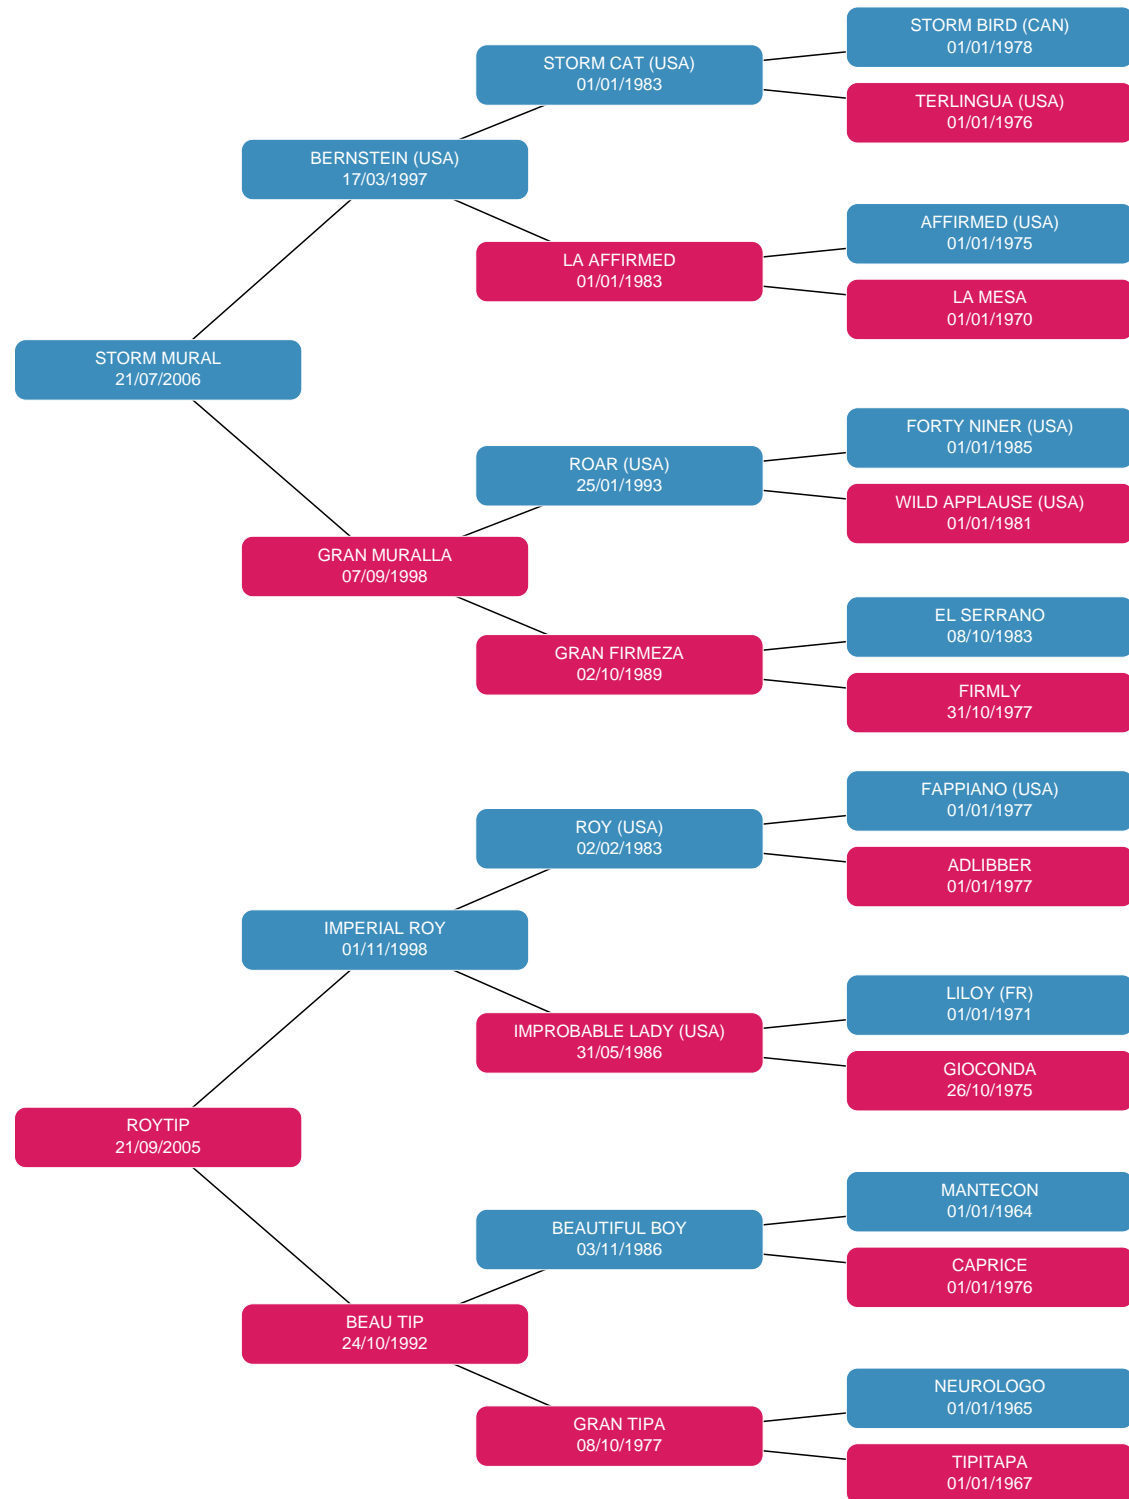 STORM BIRD (CAN)
01/01/1978
STORM CAT (USA)
01/01/1983
TERLINGUA (USA)
01/01/1976
BERNSTEIN (USA)
17/03/1997
AFFIRMED (USA)
01/01/1975
LA AFFIRMED
01/01/1983
LA MESA
01/01/1970
STORM MURAL
21/07/2006
FORTY NINER (USA)
01/01/1985
ROAR (USA)
25/01/1993
WILD APPLAUSE (USA)
01/01/1981
GRAN MURALLA
07/09/1998
EL SERRANO
08/10/1983
GRAN FIRMEZA
02/10/1989
FIRMLY
31/10/1977
FAPPIANO (USA)
01/01/1977
ROY (USA)
02/02/1983
ADLIBBER
01/01/1977
IMPERIAL ROY
01/11/1998
LILOY (FR)
01/01/1971
IMPROBABLE LADY (USA)
31/05/1986
GIOCONDA
26/10/1975
ROYTIP
21/09/2005
MANTECON
01/01/1964
BEAUTIFUL BOY
03/11/1986
CAPRICE
01/01/1976
BEAU TIP
24/10/1992
NEUROLOGO
01/01/1965
GRAN TIPA
08/10/1977
TIPITAPA
01/01/1967